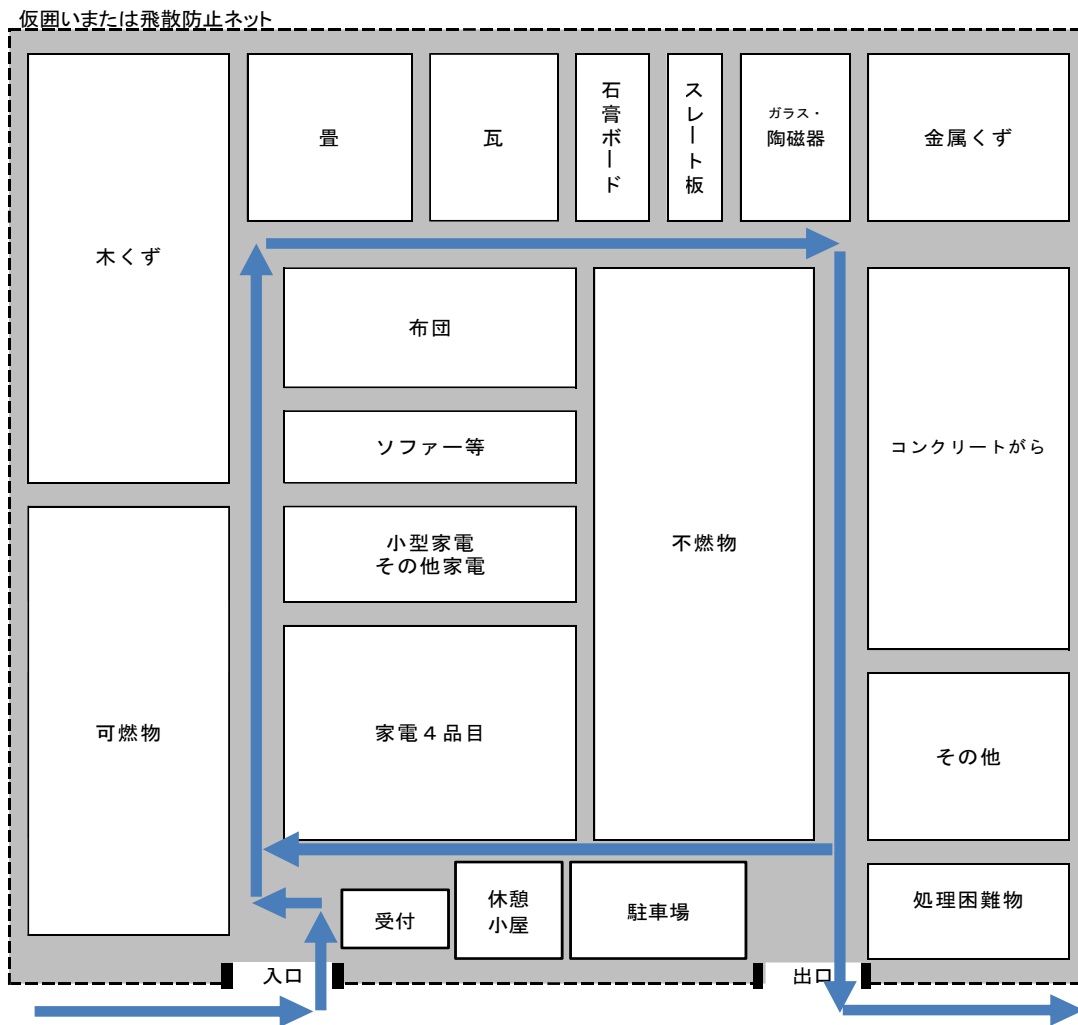 仮囲いまたは飛散防止ネット
畳
瓦
石膏ボード
スレート板
ガラス・
陶磁器
金属くず
木くず
布団
ソファー等
コンクリートがら
小型家電
その他家電
不燃物
可燃物
家電４品目
その他
受付
休憩
小屋
駐車場
処理困難物
入口
出口